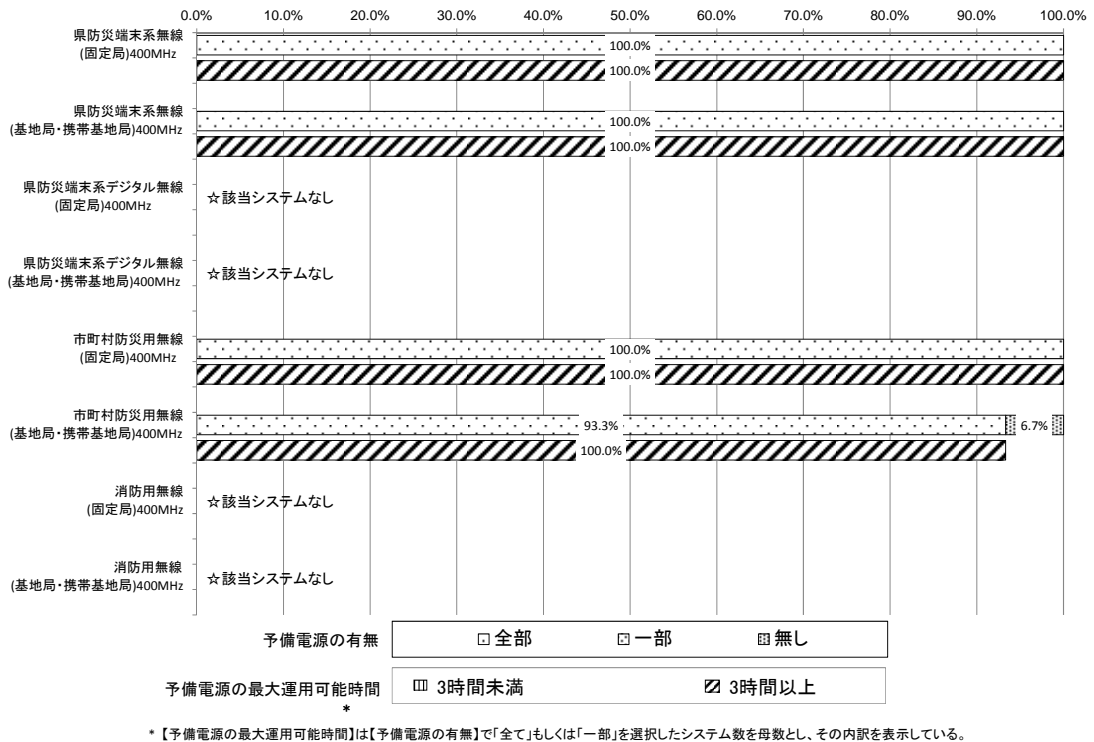 0.0% 10.0% 20.0% 30.0% 40.0% 50.0% 60.0% 70.0% 80.0% 90.0% 100.0%
県防災端末系無線
(固定局)400MHz
100.0%
100.0%
県防災端末系無線
(基地局・携帯基地局)400MHz
100.0%
100.0%
県防災端末系デジタル無線
(固定局)400MHz
☆該当システムなし
県防災端末系デジタル無線
(基地局・携帯基地局)400MHz
☆該当システムなし
市町村防災用無線
(固定局)400MHz
100.0%
100.0%
市町村防災用無線
(基地局・携帯基地局)400MHz
93.3% 6.7%
100.0%
消防用無線
(固定局)400MHz
☆該当システムなし
消防用無線
(基地局・携帯基地局)400MHz
☆該当システムなし
予備電源の有無 全部 一部 無し
予備電源の最大運用可能時間 3時間未満 3時間以上
*
* 【予備電源の最大運用可能時間】は【予備電源の有無】で「全て」もしくは「一部」を選択したシステム数を母数とし、その内訳を表示している。